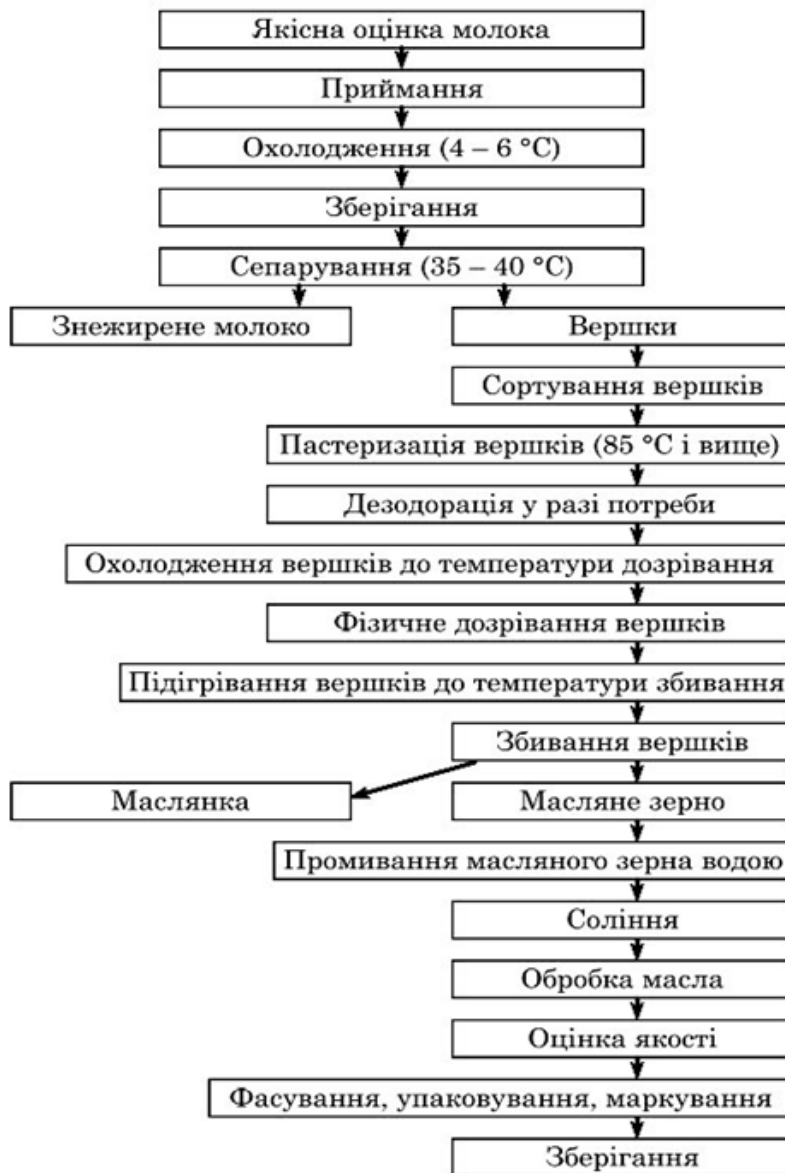 Якісна оцінка молока
Приймання
Охолодження (4 – 6 °C)
Зберігання
Сепарування (35 – 40 °C)
Знежирене молоко
Вершки
Сортування вершків
Пастеризація вершків (85 °C і вище)
Дезодорація у разі потреби
Охолодження вершків до температури дозрівання
Фізичне дозрівання вершків
Підігрівання вершків до температури збивання
Збивання вершків
Маслянка
Масляне зерно
Промивання масляного зерна водою
Соління
Обробка масла
Оцінка якості
Фасування, упаковування, маркування
Зберігання